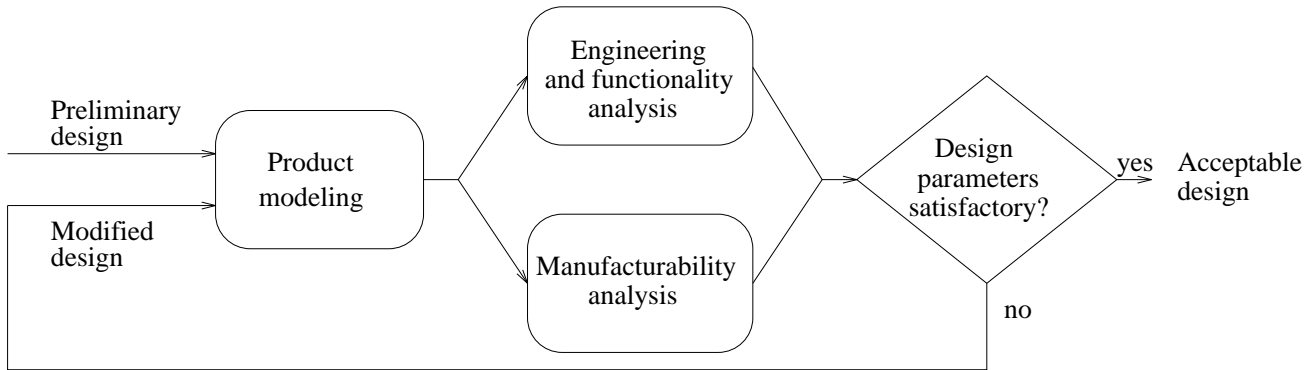 Preliminary
design
Product
modeling
Modified
design
Engineering
and functionality
analysis
Manufacturability
analysis
Design
parameters
satisfactory?
yes
Acceptable
design
no